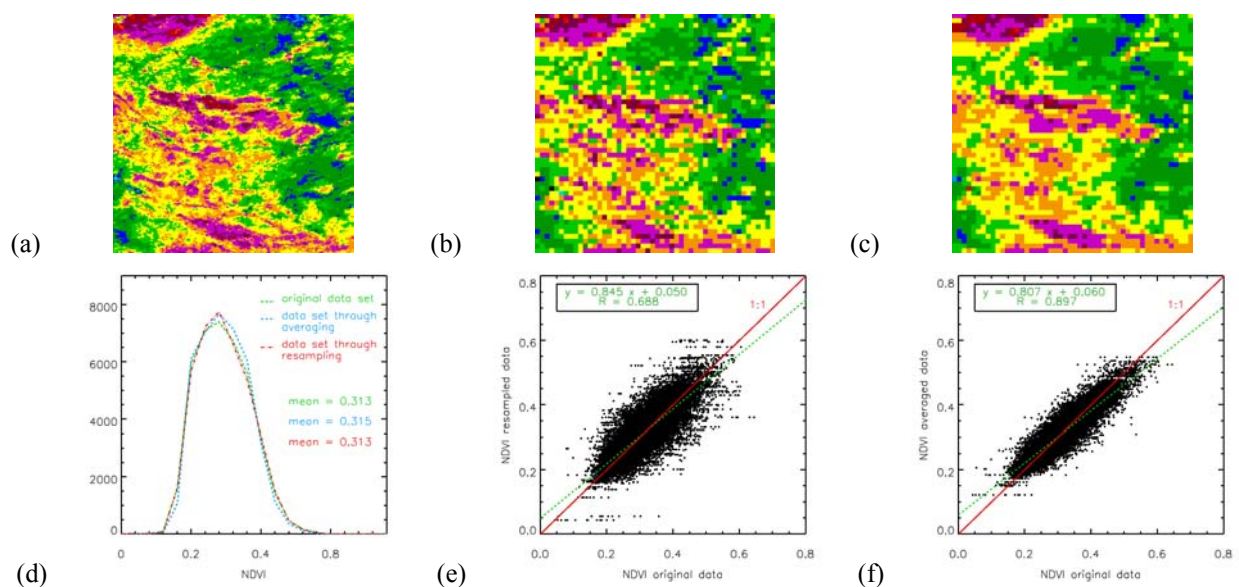 (a)
(b)
(c)
8000
6000
4000
2000
0
original data set
data set through
averaging
data set through
resampling
mean = 0.313
mean = 0.315
mean = 0.313
0 0.2 0.4 0.6 0.8
NDVI
(d)
NDVI resampled data
0.8
0.6
0.4
0.2
0.0
y = 0.845 x + 0.050
R = 0.688
1:1
0.0 0.2 0.4 0.6 0.8
NDVI original data
(e)
NDVI averaged data
0.8
0.6
0.4
0.2
0.0
y = 0.807 x + 0.060
R = 0.897
1:1
0.0 0.2 0.4 0.6 0.8
NDVI original data
(f)